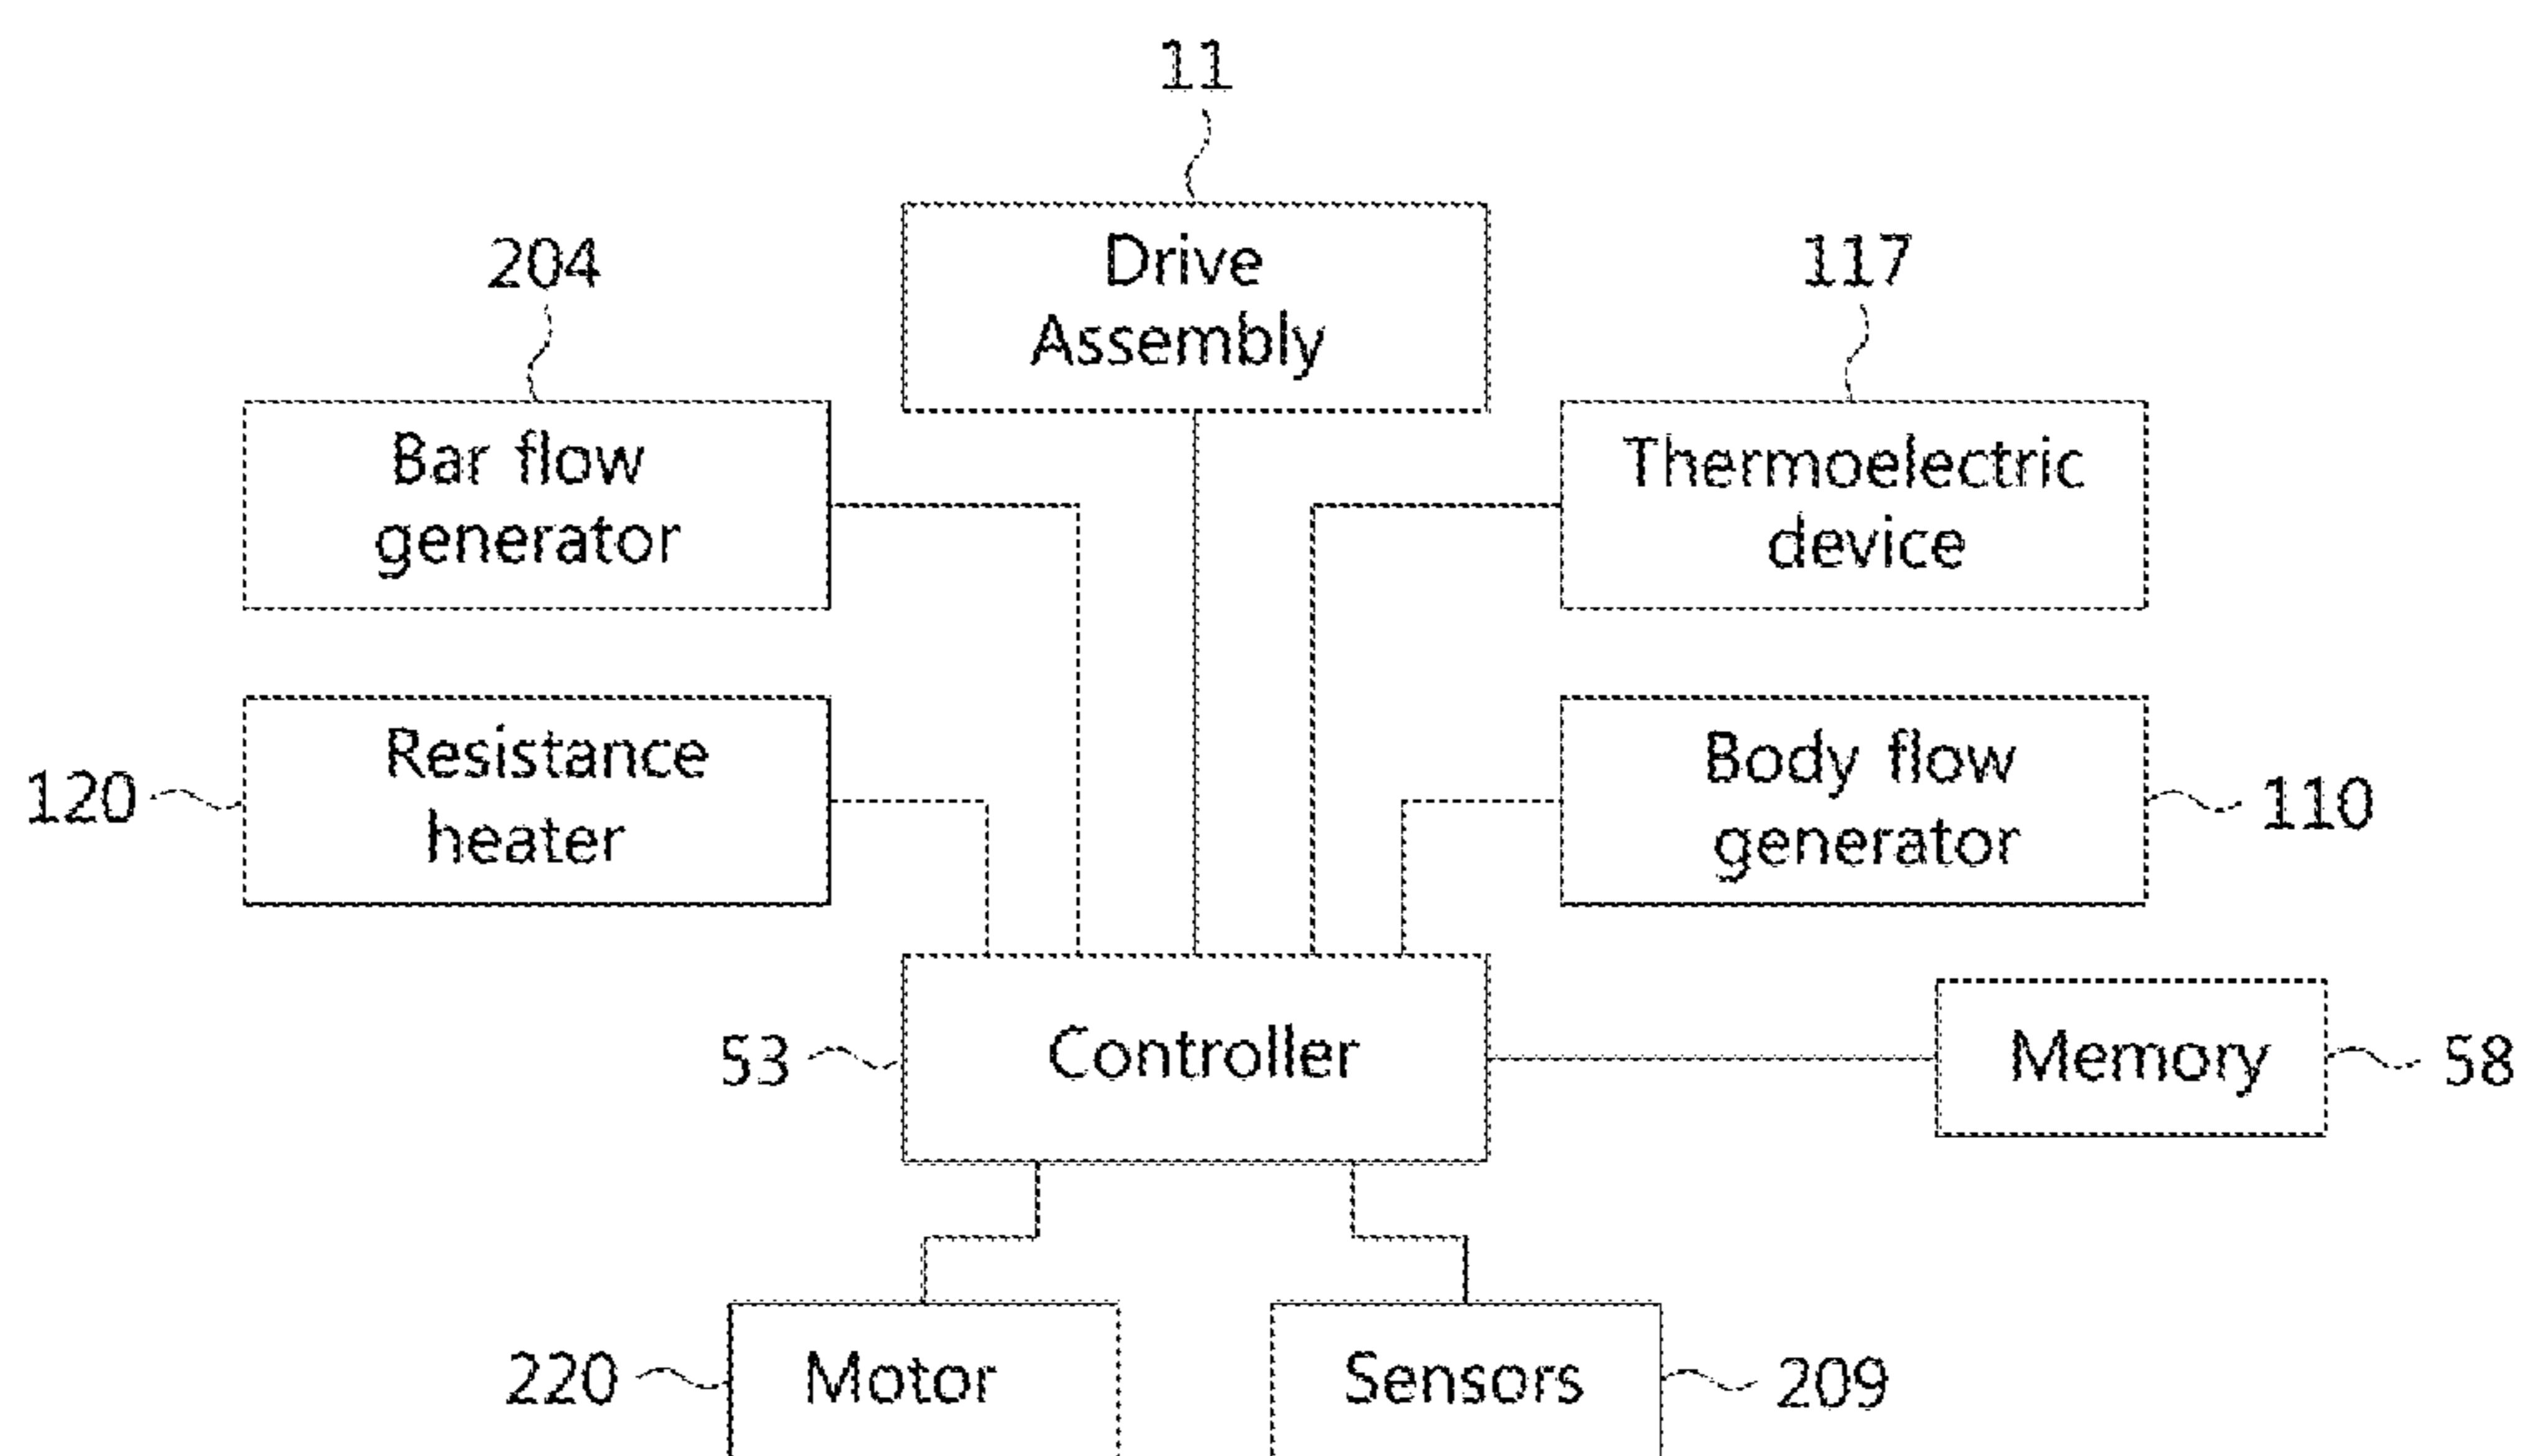 11
204
Drive
Assembly
117
Bar flow
generator
Thermoelectric
device
120
Resistance
heater
Body flow
generator
110
53
Controller
Memory
58
220
Motor
Sensors
209